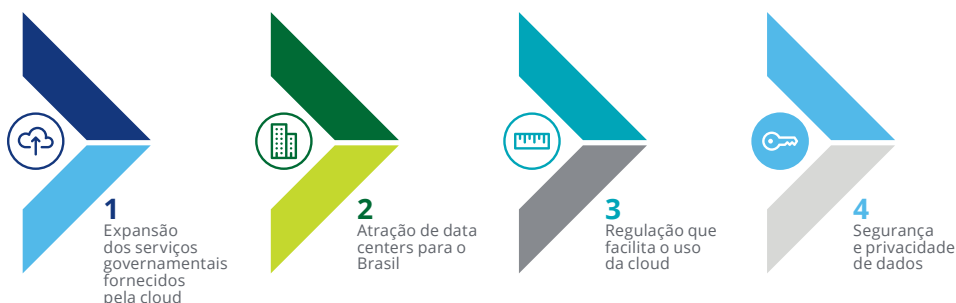 1
Expansão
dos serviços
governamentais
fornecidos
pela cloud
2
Atração de data
centers para o
Brasil
3
Regulação que
facilita o uso
da cloud
4
Segurança
e privacidade
de dados